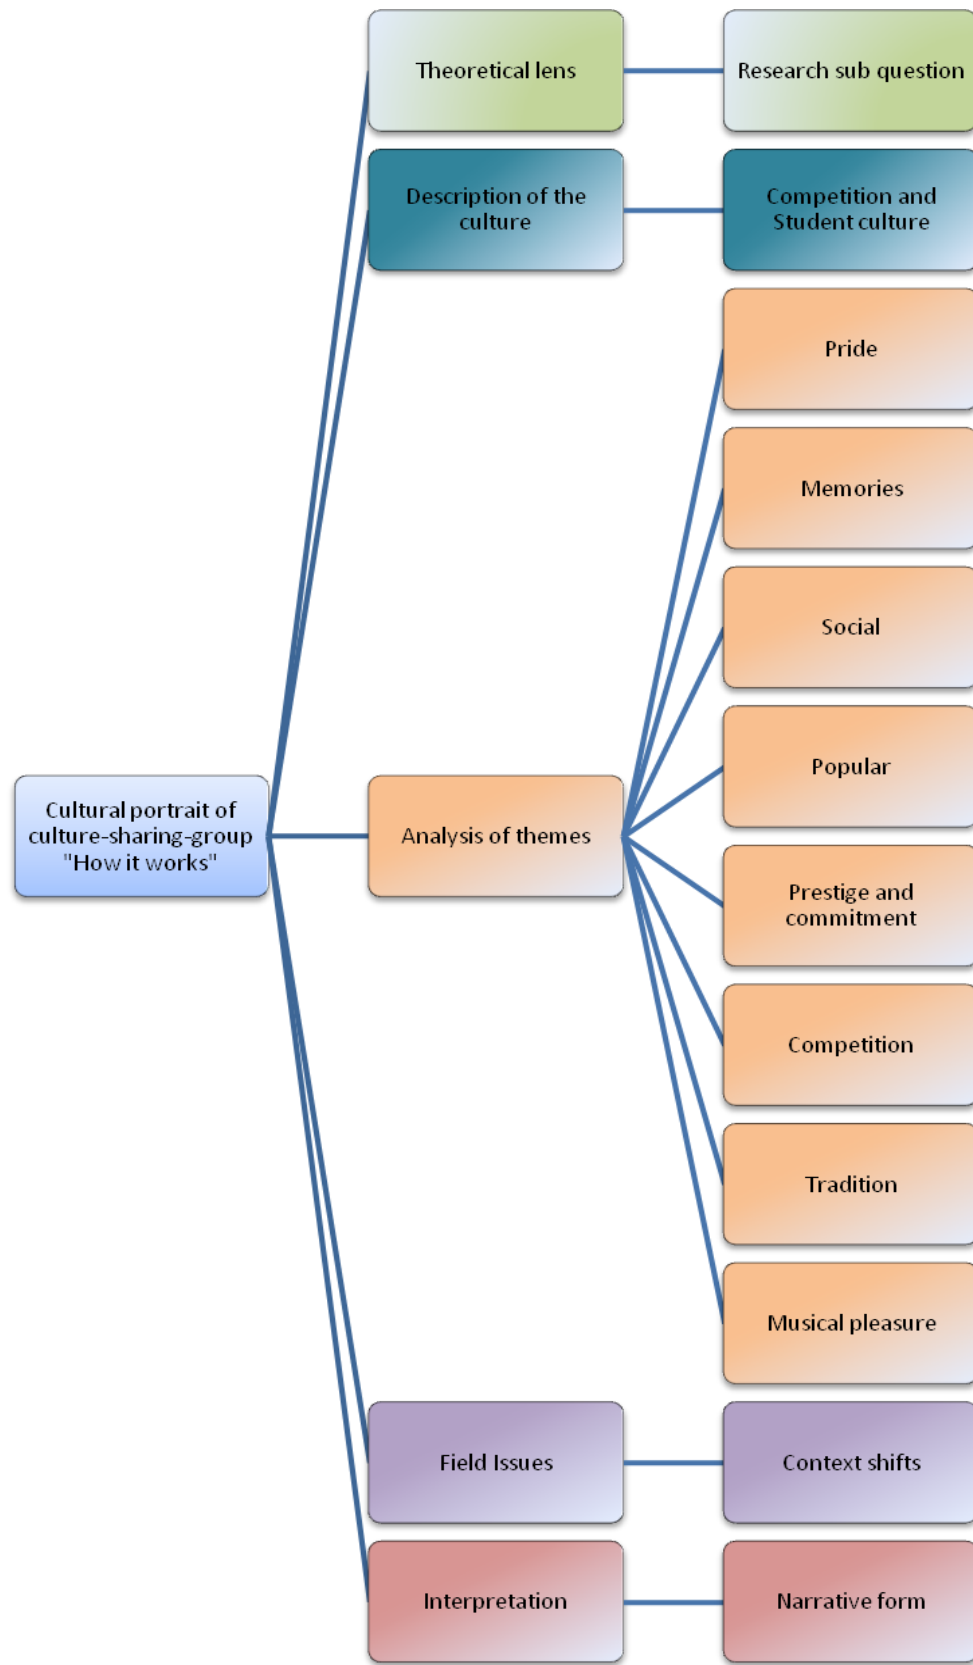 Theoretical lens
Research sub question
Description of the
culture
Competition and
Student culture
Pride
Memories
Social
Popular
Cultural portrait of
culture-sharing-group
"How it works"
Analysis of themes
Prestige and
commitment
Competition
Tradition
Musical pleasure
Field Issues
Context shifts
Interpretation
Narrative form